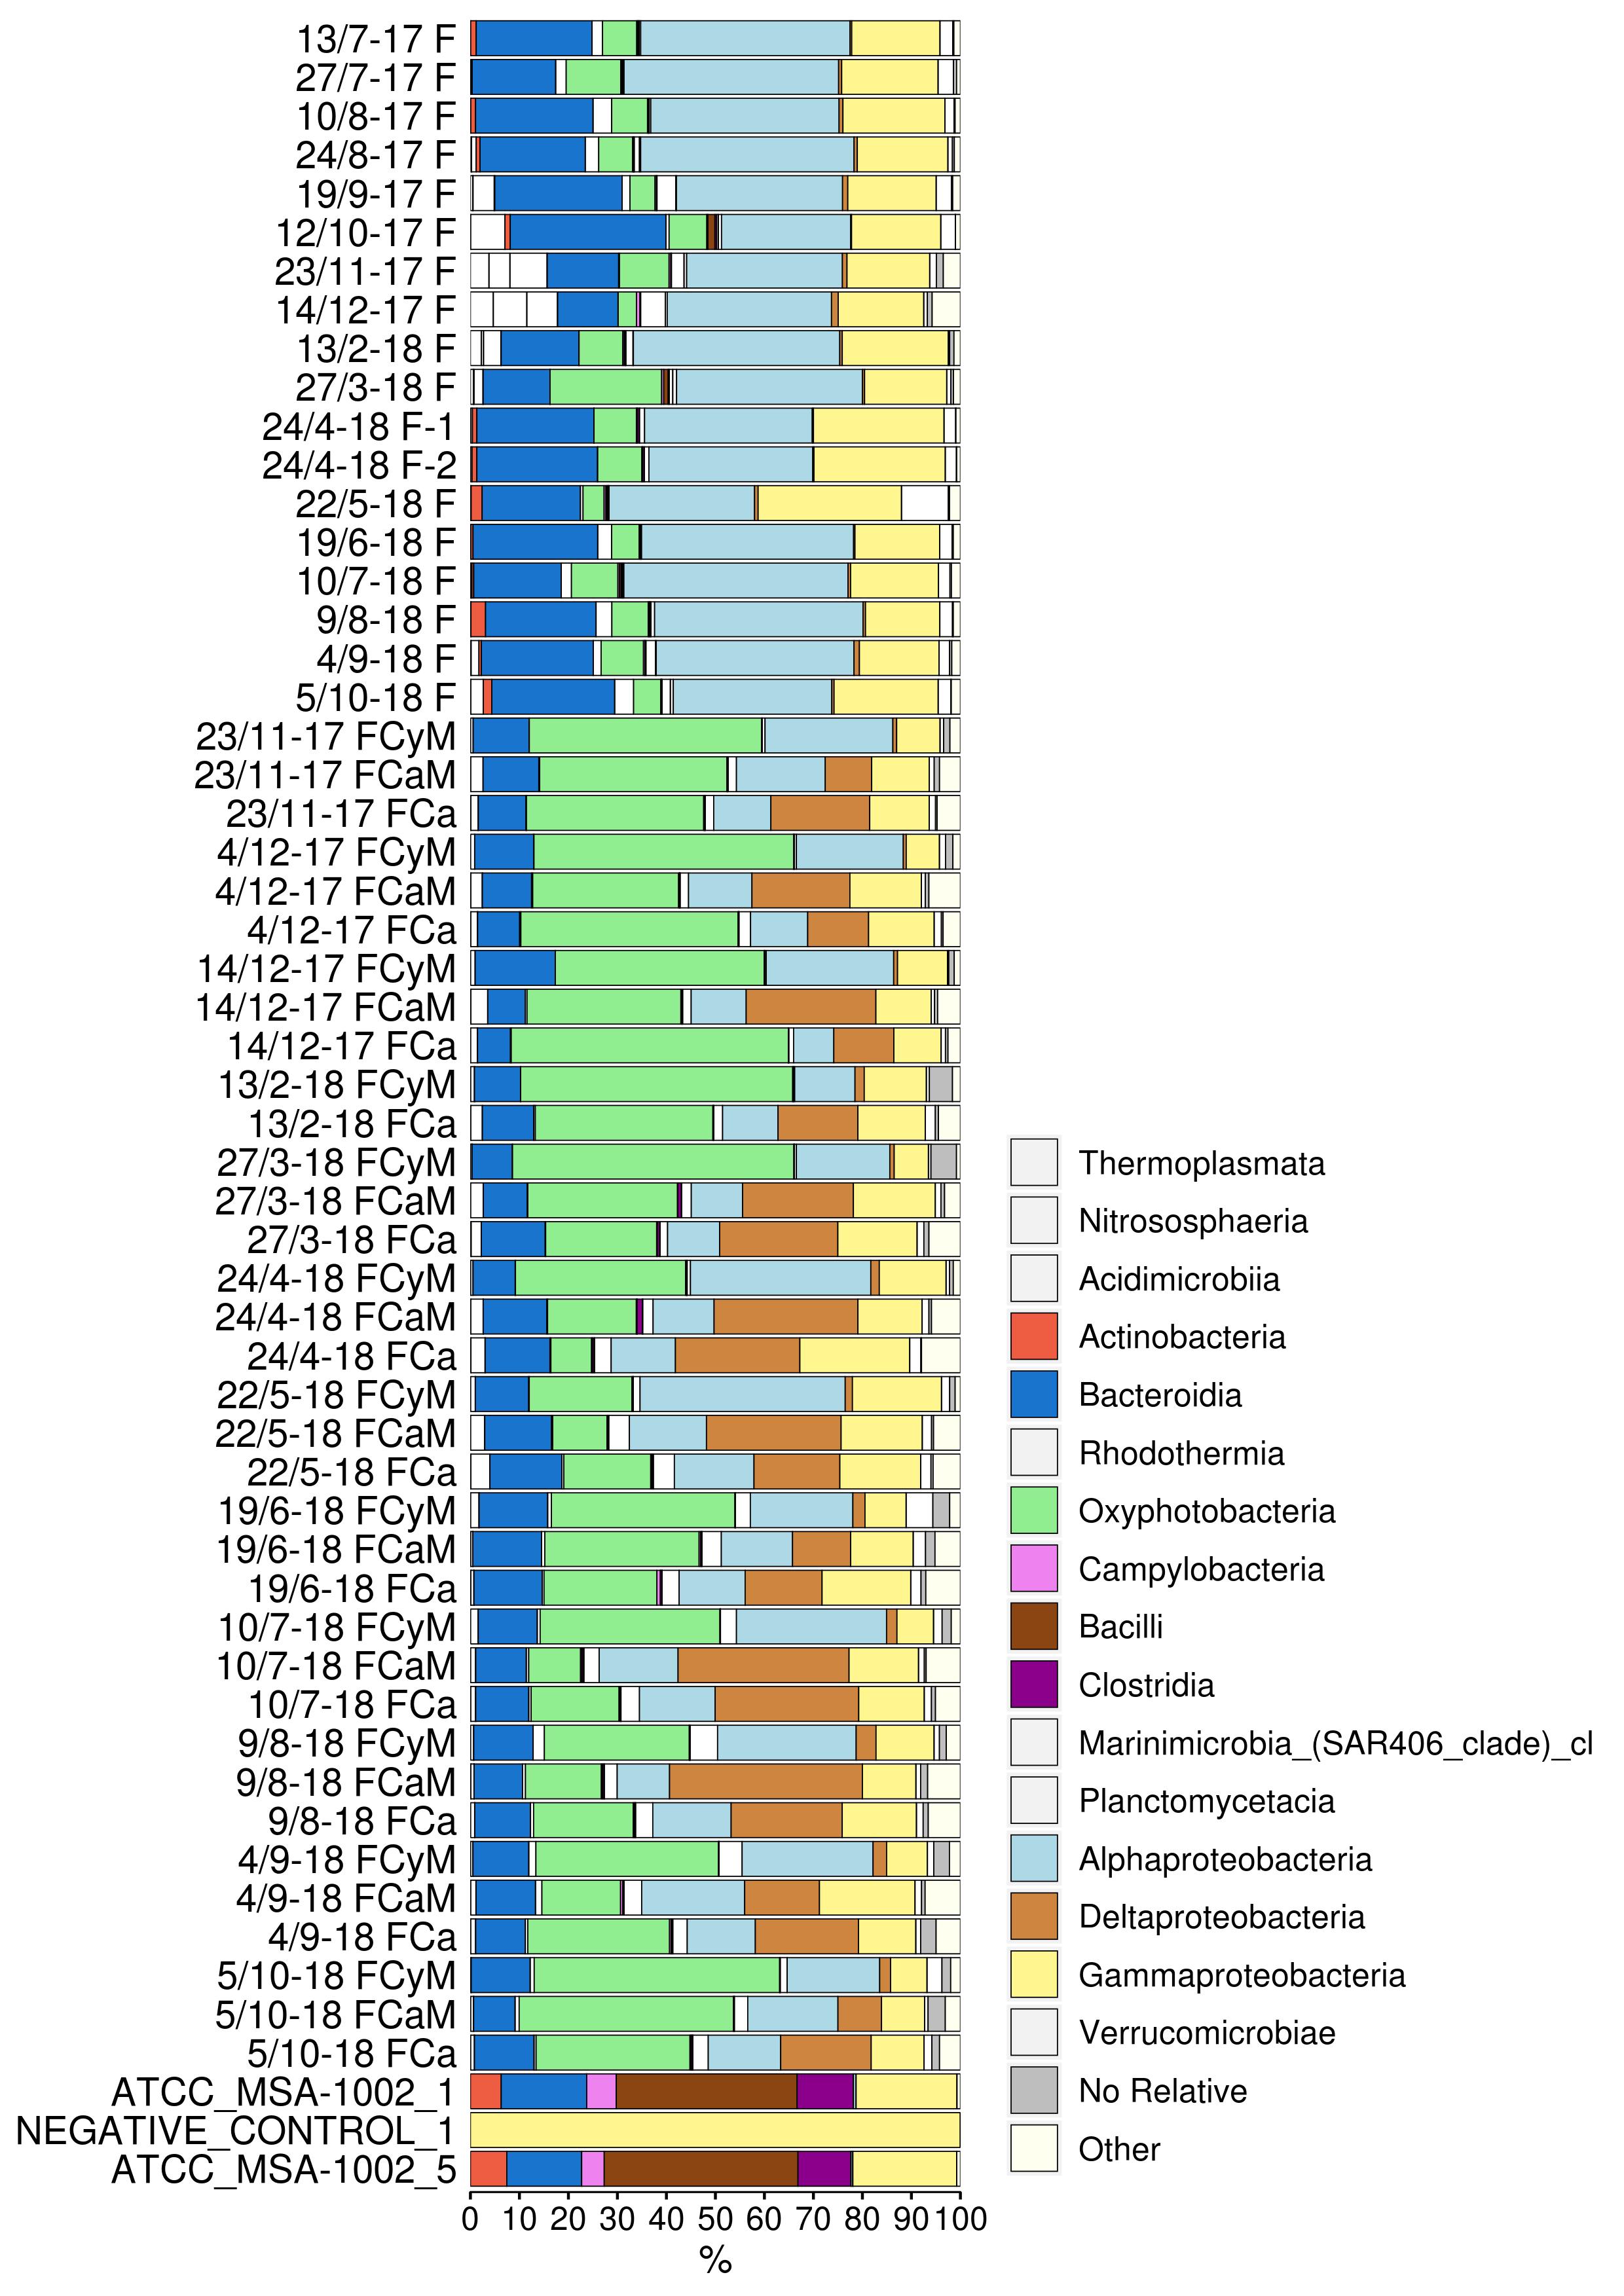 13/7-17 F
27/7-17 F
10/8-17 F
24/8-17 F
19/9-17 F
12/10-17 F
23/11-17 F
14/12-17 F
13/2-18 F
27/3-18 F
24/4-18 F-1
24/4-18 F-2
22/5-18 F
19/6-18 F
10/7-18 F
9/8-18 F
4/9-18 F
5/10-18 F
23/11-17 FCyM
23/11-17 FCaM
23/11-17 FCa
4/12-17 FCyM
4/12-17 FCaM
4/12-17 FCa
14/12-17 FCyM
14/12-17 FCaM
14/12-17 FCa
13/2-18 FCyM
13/2-18 FCa
27/3-18 FCyM
27/3-18 FCaM
27/3-18 FCa
24/4-18 FCyM
24/4-18 FCaM
24/4-18 FCa
22/5-18 FCyM
22/5-18 FCaM
22/5-18 FCa
19/6-18 FCyM
19/6-18 FCaM
19/6-18 FCa
10/7-18 FCyM
10/7-18 FCaM
10/7-18 FCa
9/8-18 FCyM
9/8-18 FCaM
9/8-18 FCa
4/9-18 FCyM
4/9-18 FCaM
4/9-18 FCa
5/10-18 FCyM
5/10-18 FCaM
5/10-18 FCa
ATCC_MSA-1002_1
NEGATIVE_CONTROL_1
ATCC_MSA-1002_5
0 10 20 30 40 50 60 70 80 90 100
%
Thermoplasmata
Nitrososphaeria
Acidimicrobiia
Actinobacteria
Bacteroidia
Rhodothermia
Oxyphotobacteria
Campylobacteria
Bacilli
Clostridia
Marinimicrobia_(SAR406_clade)_cl
Planctomycetacia
Alphaproteobacteria
Deltaproteobacteria
Gammaproteobacteria
Verrucomicrobiae
No Relative
Other